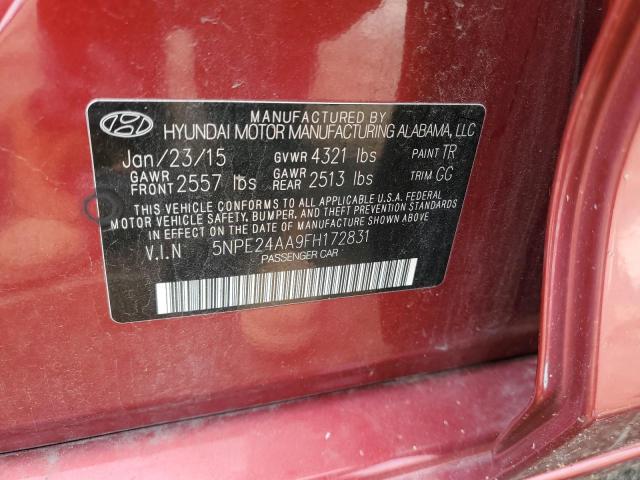 MANUFACTURED BY
HYUNDAI MOTOR MANUFACTURING ALABAMA, LLC
Jan/23/15 GVWR 4321 lbs PAINT TR
GAWR FRONT 2557 lbs GAWR REAR 2513 lbs TRIM GC
THIS VEHICLE CONFORMS TO ALL APPLICABLE U.S.A. FEDERAL
MOTOR VEHICLE SAFETY, BUMPER, AND THEFT PREVENTION STANDARDS
IN EFFECT ON THE DATE OF MANUFACTURE SHOWN ABOVE.
V.I.N 5NPE24AA9FH172831
PASSENGER CAR